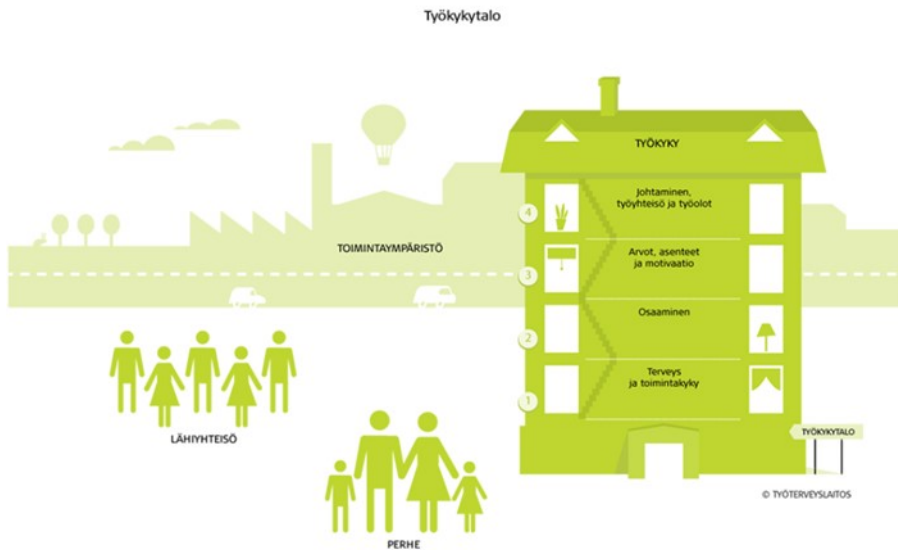 Työkykytalo
TYÖKYKY
4
Johtaminen,
työyhteisö ja työolot
TOIMINTAYMPÄRISTÖ
3
Arvot, asenteet
ja motivaatio
2
Osaaminen
1
Terveys
ja toimintakyky
LÄHIYHTEISÖ
TYÖKYKYTALO
© TYÖTERVEYSLAITOS
PERHE